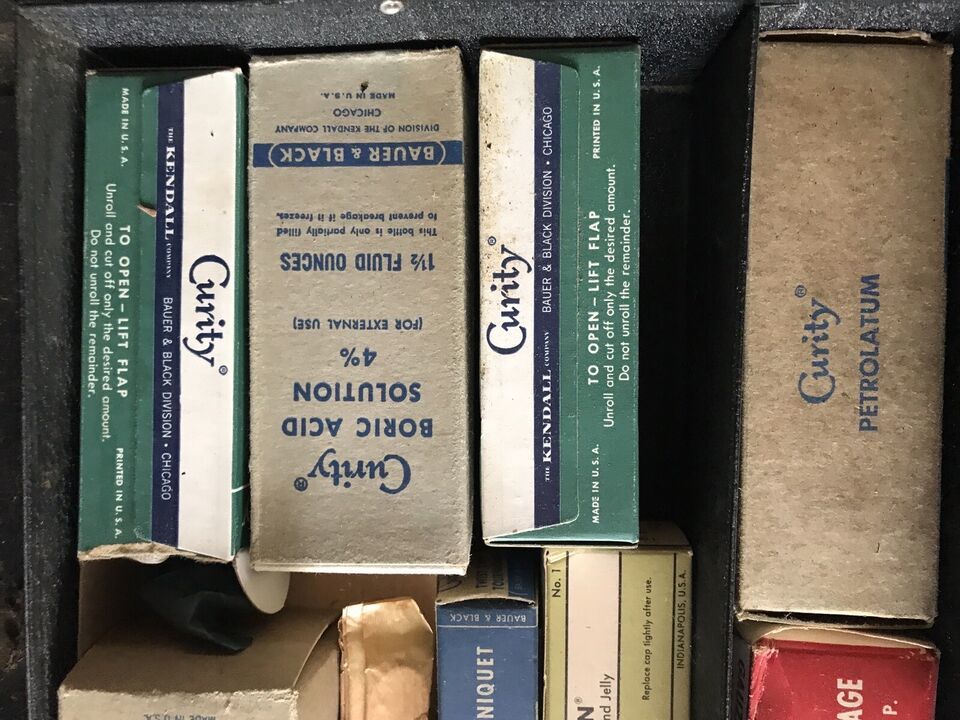 MADE IN U.S.A. TO OPEN – LIFT FLAP PRINTED IN U.S.A.
Unroll and cut off only the desired amount.
Do not unroll the remainder.
THE KENDALL COMPANY BAUER & BLACK DIVISION • CHICAGO
Curity®
Curity®
BORIC ACID
SOLUTION
4%
(FOR EXTERNAL USE)
1½ FLUID OUNCES
This bottle is only partially filled
to prevent breakage if it freezes.
(BAUER & BLACK)
DIVISION OF THE KENDALL COMPANY
CHICAGO
MADE IN U.S.A.
Curity®
THE KENDALL COMPANY BAUER & BLACK DIVISION • CHICAGO
MADE IN U.S.A. TO OPEN – LIFT FLAP PRINTED IN U.S.A.
Unroll and cut off only the desired amount.
Do not unroll the remainder.
Curity®
PETROLATUM
MADE IN U.S.A.
BAUER & BLACK
NIQUET
No. 1
N®
nd Jelly
Replace cap tightly after use.
INDIANAPOLIS, U.S.A.
AGE
P.